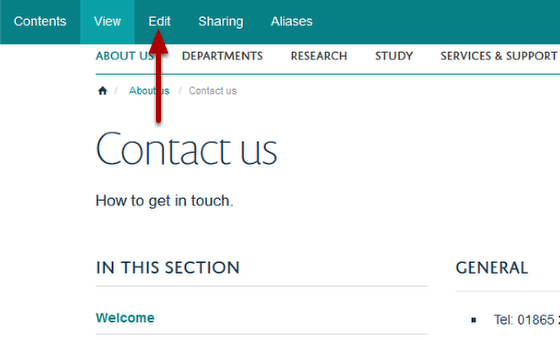 Contents View Edit Sharing Aliases
ABOUT US DEPARTMENTS RESEARCH STUDY SERVICES & SUPPORT
/ About us / Contact us
Contact us
How to get in touch.
IN THIS SECTION
GENERAL
Welcome
Tel: 01865